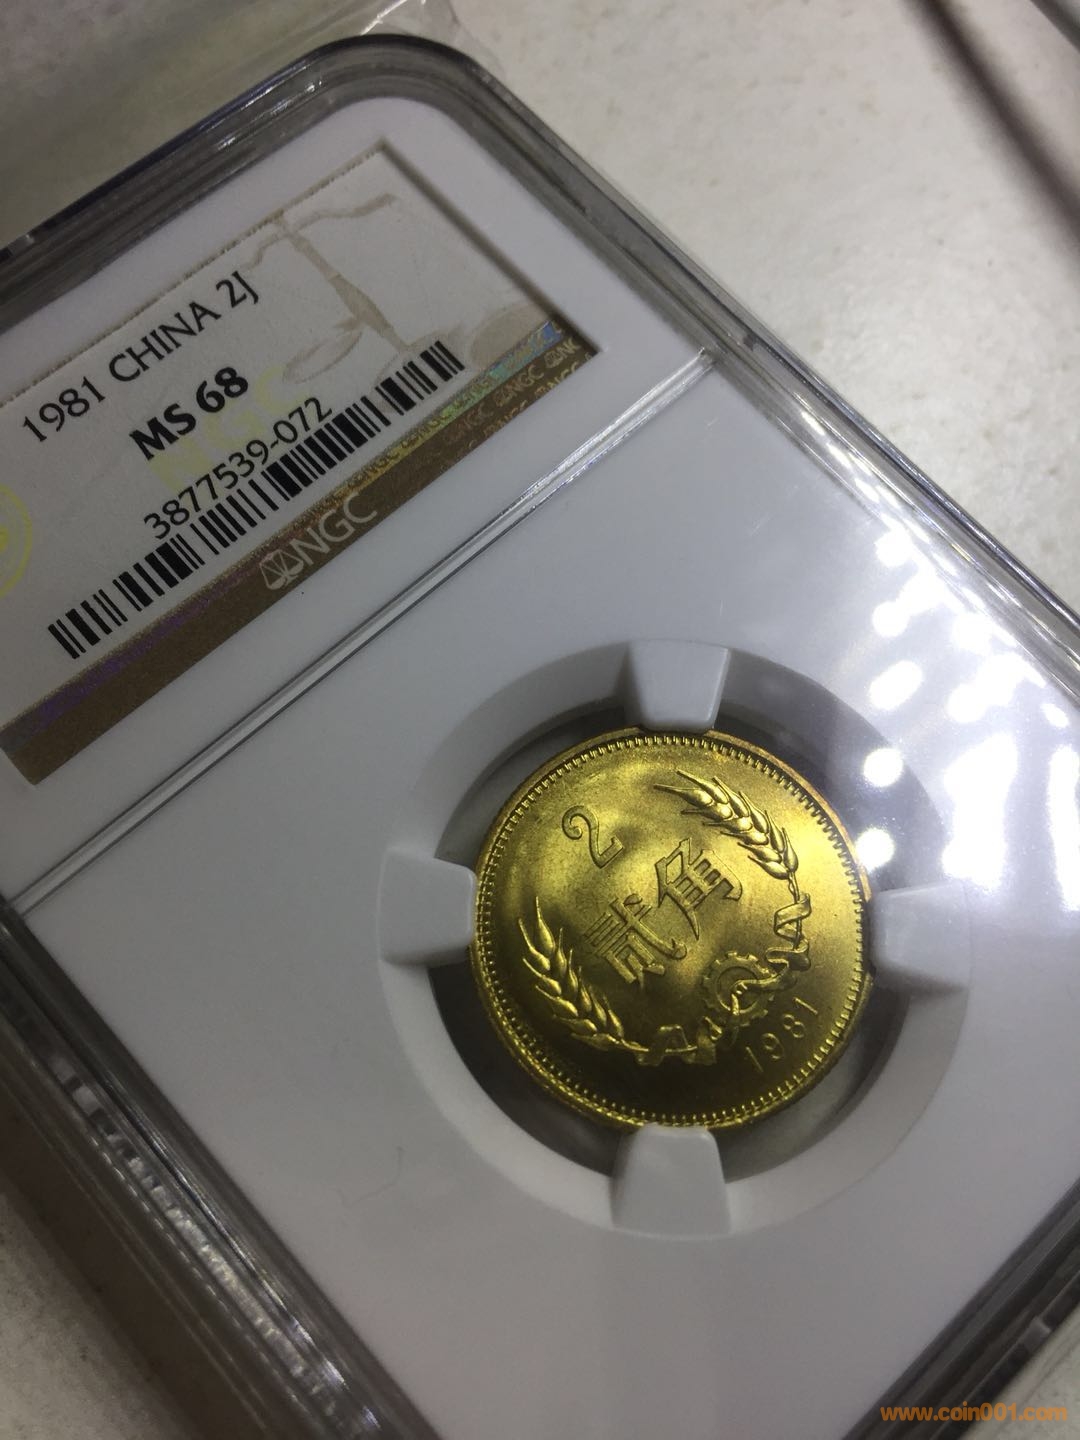 1981 CHINA 2J
MS 68
3877539-072
NGC
2
贰角
1981
www.coin001.com